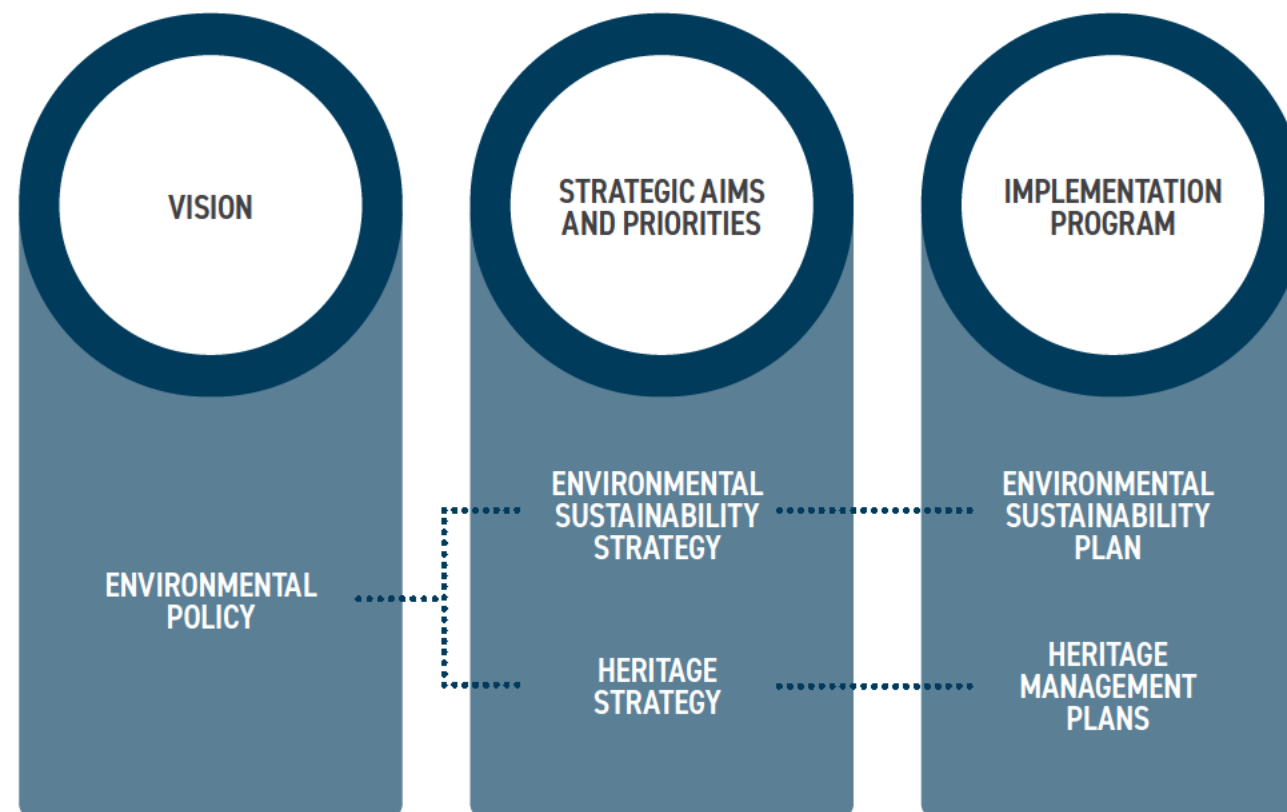 VISION
STRATEGIC AIMS
AND PRIORITIES
IMPLEMENTATION
PROGRAM
ENVIRONMENTAL
POLICY
ENVIRONMENTAL
SUSTAINABILITY
STRATEGY
HERITAGE
STRATEGY
ENVIRONMENTAL
SUSTAINABILITY
PLAN
HERITAGE
MANAGEMENT
PLANS